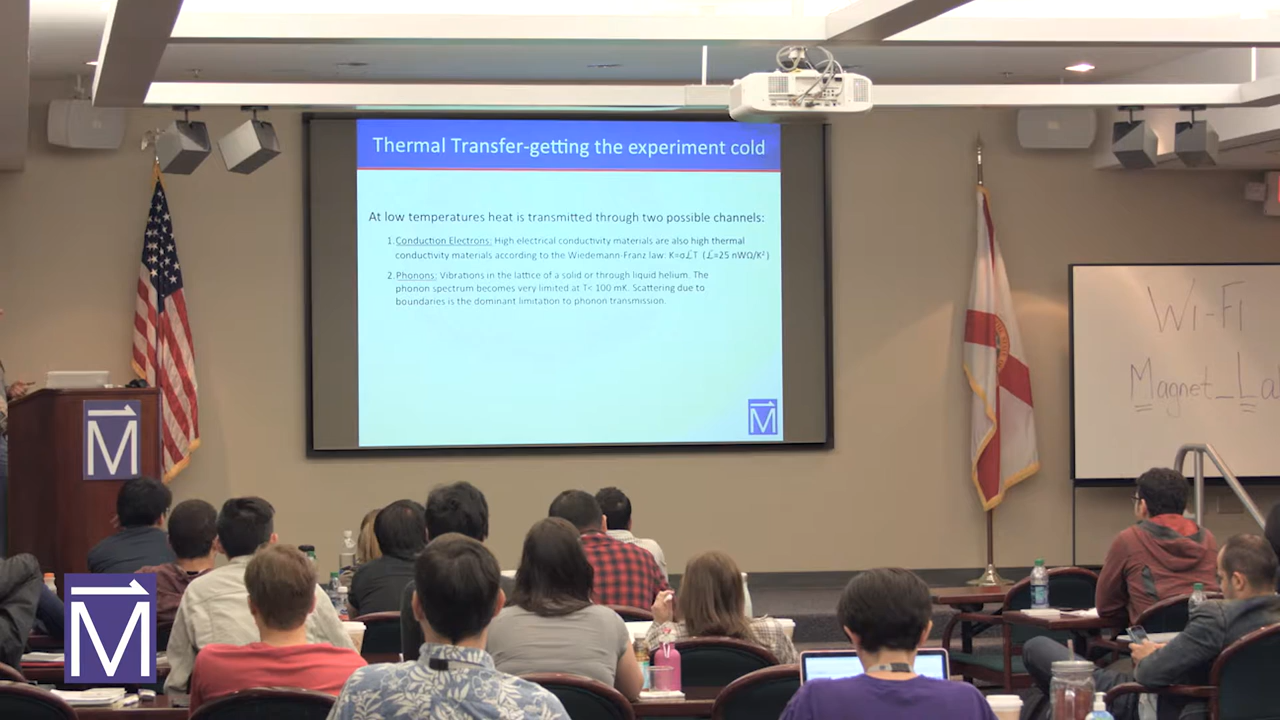 Thermal Transfer-getting the experiment cold
At low temperatures heat is transmitted through two possible channels:
1. Conduction Electrons: High electrical conductivity materials are also high thermal
conductivity materials according to the Wiedemann-Franz law: K=σ£T (£=25 nWΩ/K²)
2. Phonons: Vibrations in the lattice of a solid or through liquid helium. The
phonon spectrum becomes very limited at T< 100 mK. Scattering due to
boundaries is the dominant limitation to phonon transmission.
M
M
Wi-Fi
Magnet_La
M